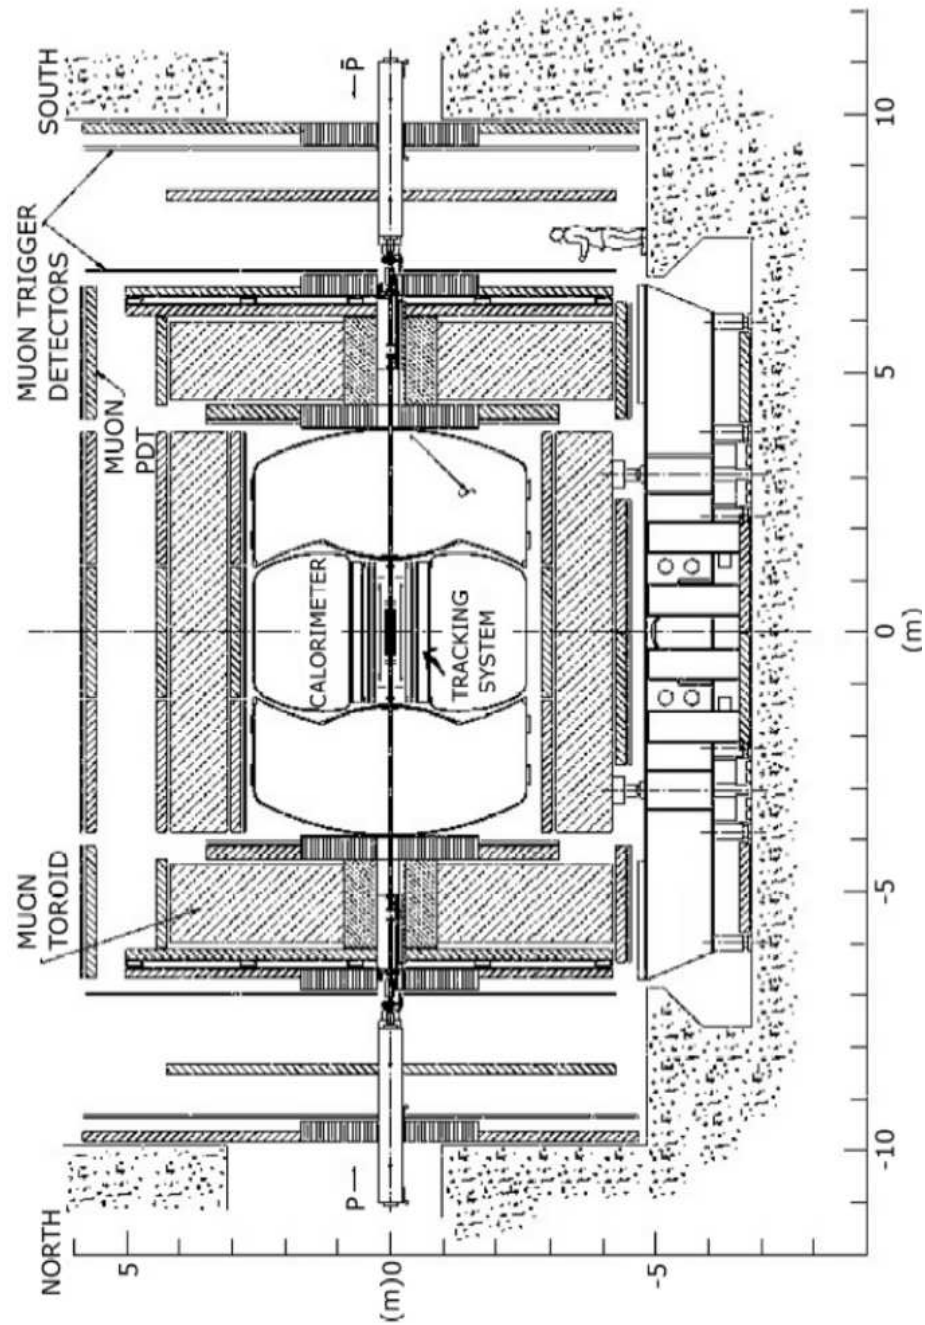 NORTH
SOUTH
MUON
TOROID
MUON TRIGGER
DETECTORS
MUON
PDT
CALORIMETER
TRACKING
SYSTEM
P →
← P̄
5
(m)0
-5
-10
-5
0
5
10
(m)